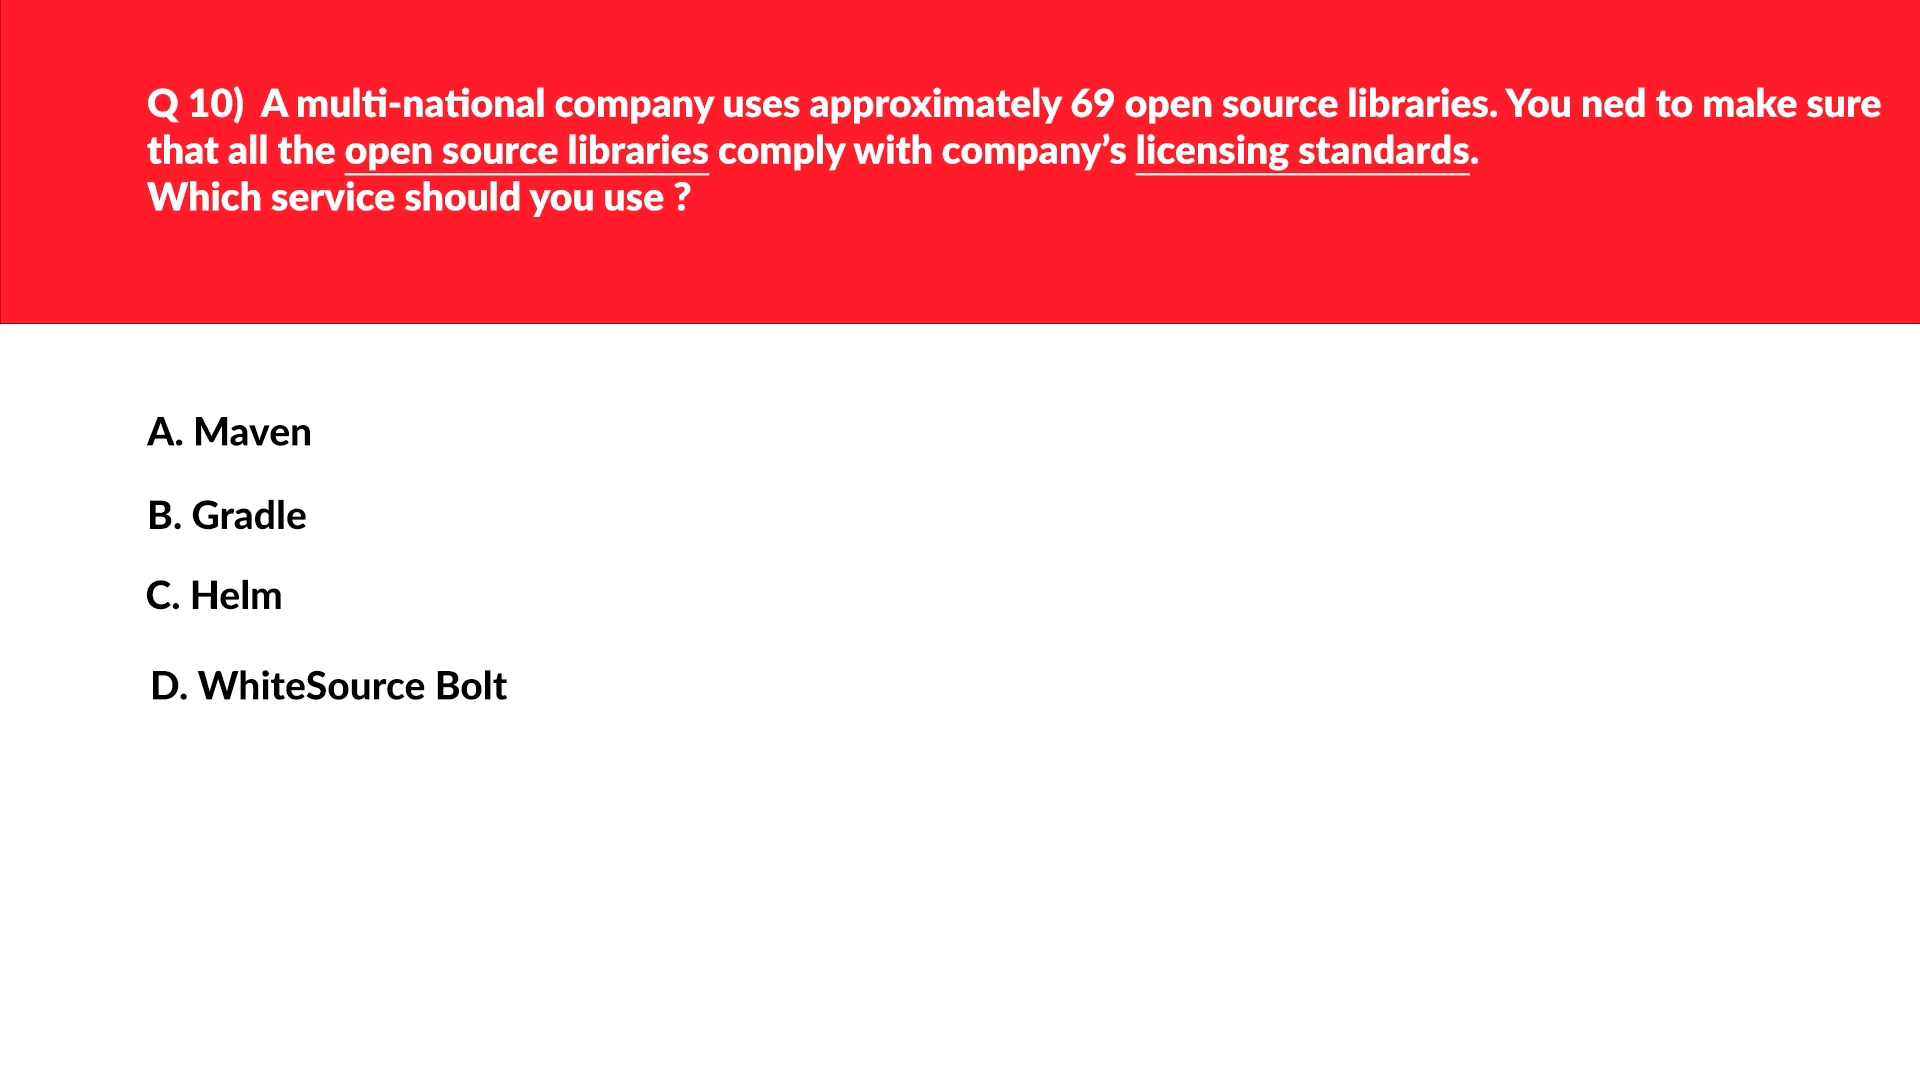 Q 10) A multi-national company uses approximately 69 open source libraries. You ned to make sure
that all the open source libraries comply with company’s licensing standards.
Which service should you use ?
A. Maven
B. Gradle
C. Helm
D. WhiteSource Bolt